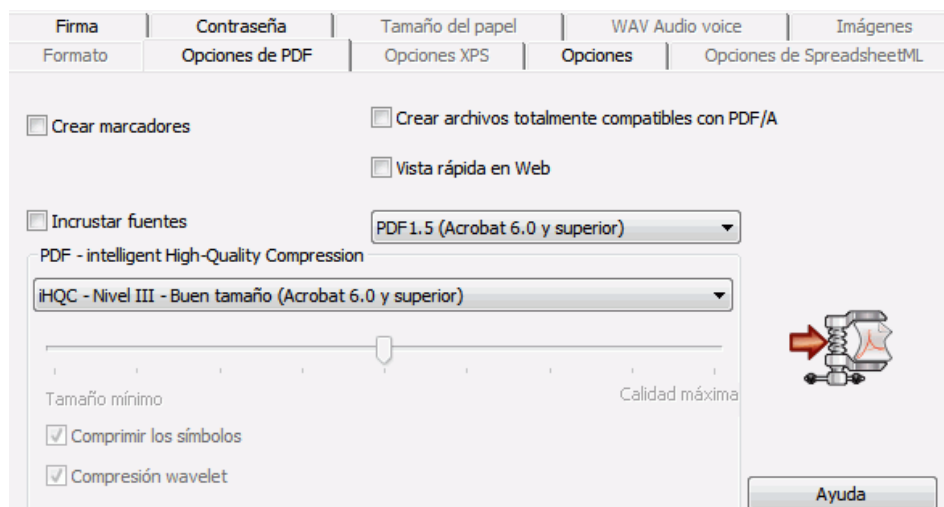 Firma Contraseña Tamaño del papel WAV Audio voice Imágenes
Formato Opciones de PDF Opciones XPS Opciones Opciones de SpreadsheetML
Crear marcadores
Crear archivos totalmente compatibles con PDF/A
Vista rápida en Web
Incrustar fuentes
PDF1.5 (Acrobat 6.0 y superior)
PDF - intelligent High-Quality Compression
iHQC - Nivel III - Buen tamaño (Acrobat 6.0 y superior)
Tamaño mínimo
Calidad máxima
Comprimir los símbolos
Compresión wavelet
Ayuda